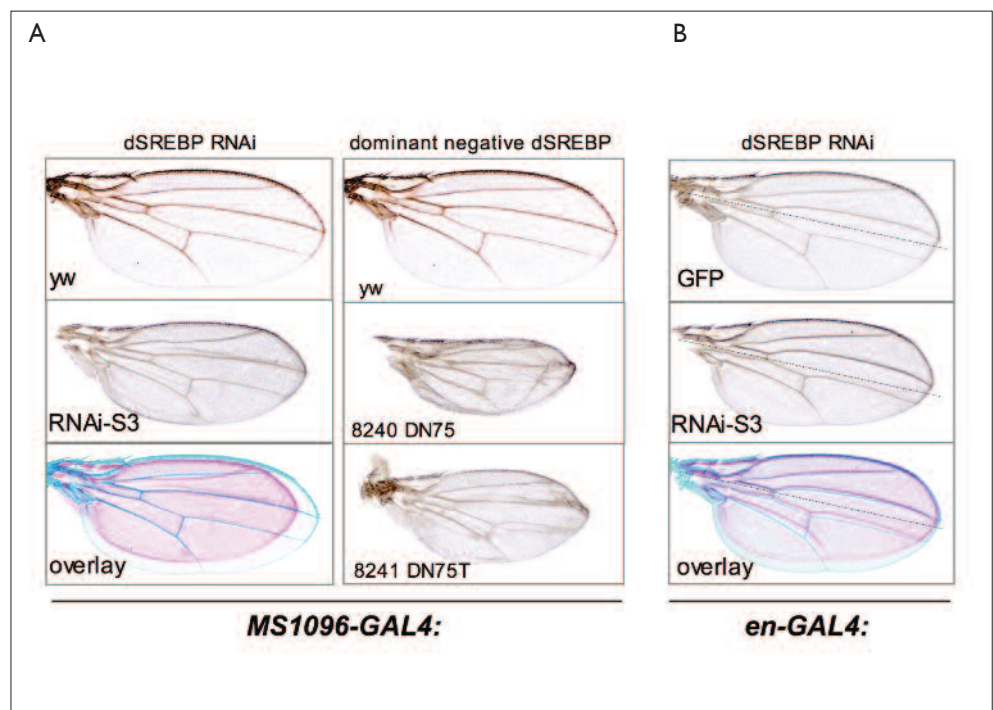 A
B
dSREBP RNAi
dominant negative dSREBP
dSREBP RNAi
yw
yw
GFP
RNAi-S3
8240 DN75
RNAi-S3
overlay
8241 DN75T
overlay
MS1096-GAL4:
en-GAL4: